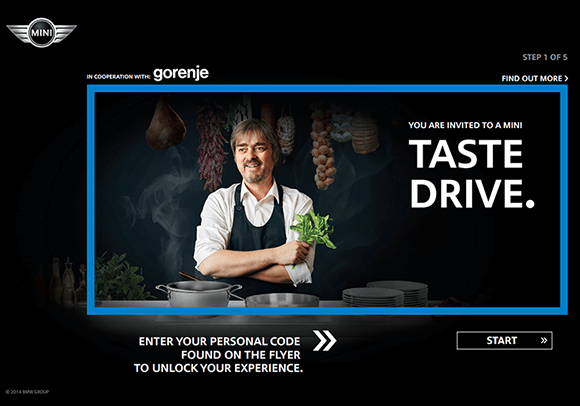 MINI
STEP 1 OF 5
IN COOPERATION WITH: gorenje
FIND OUT MORE
YOU ARE INVITED TO A MINI
TASTE
DRIVE.
ENTER YOUR PERSONAL CODE
FOUND ON THE FLYER
TO UNLOCK YOUR EXPERIENCE.
START
© 2014 BMW GROUP